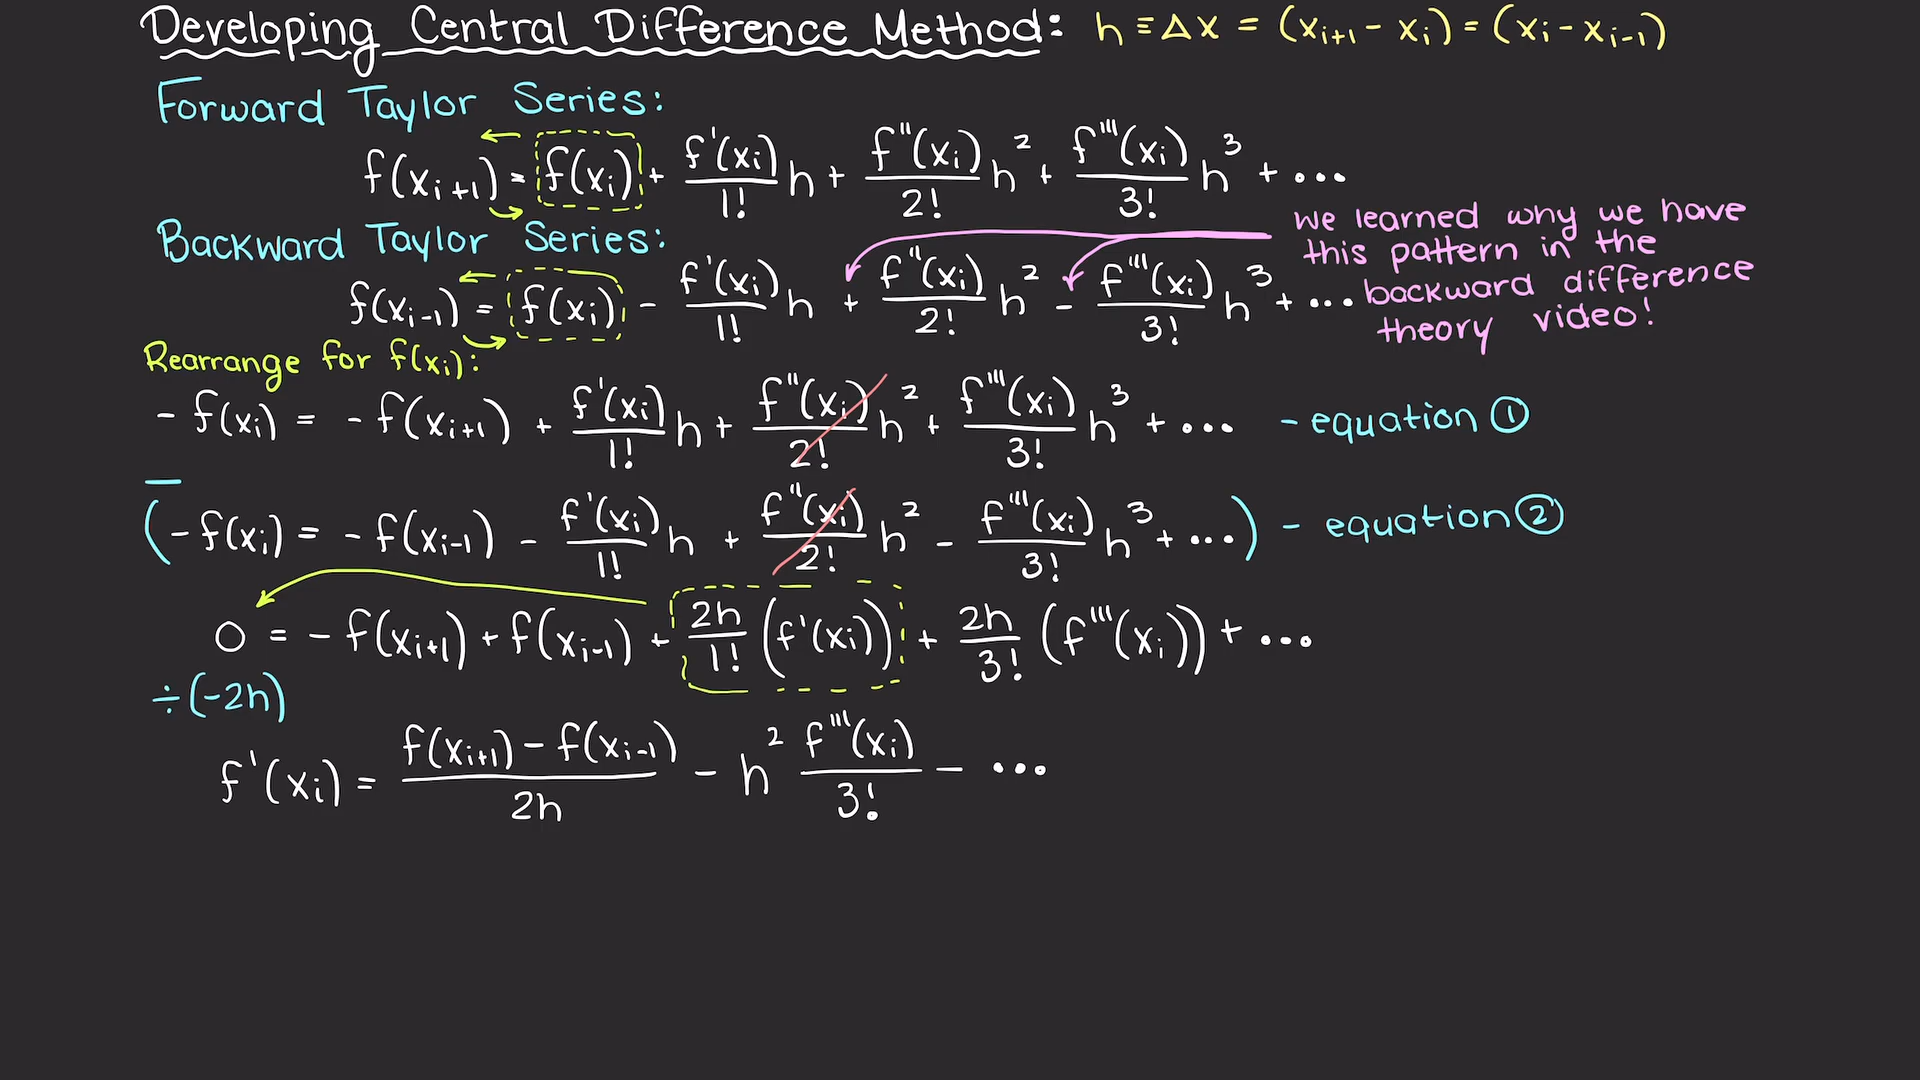 Developing Central Difference Method: h ≡ Δx = (xᵢ₊₁ - xᵢ) = (xᵢ - xᵢ₋₁)
Forward Taylor Series:
f(xᵢ₊₁) = f(xᵢ) + f'(xᵢ)/1! h + f''(xᵢ)/2! h² + f'''(xᵢ)/3! h³ + •••
Backward Taylor Series:
f(xᵢ₋₁) = f(xᵢ) - f'(xᵢ)/1! h + f''(xᵢ)/2! h² - f'''(xᵢ)/3! h³ + •••
we learned why we have
this pattern in the
backward difference
theory video!
Rearrange for f(xᵢ):
- f(xᵢ) = - f(xᵢ₊₁) + f'(xᵢ)/1! h + f''(xᵢ)/2! h² + f'''(xᵢ)/3! h³ + ••• - equation ①
— (- f(xᵢ) = - f(xᵢ₋₁) - f'(xᵢ)/1! h + f''(xᵢ)/2! h² - f'''(xᵢ)/3! h³ + •••) - equation ②
0 = - f(xᵢ₊₁) + f(xᵢ₋₁) + 2h/1! (f'(xᵢ)) + 2h/3! (f'''(xᵢ)) + •••
÷(-2h)
f'(xᵢ) = f(xᵢ₊₁) - f(xᵢ₋₁)/2h - h² f'''(xᵢ)/3! - •••